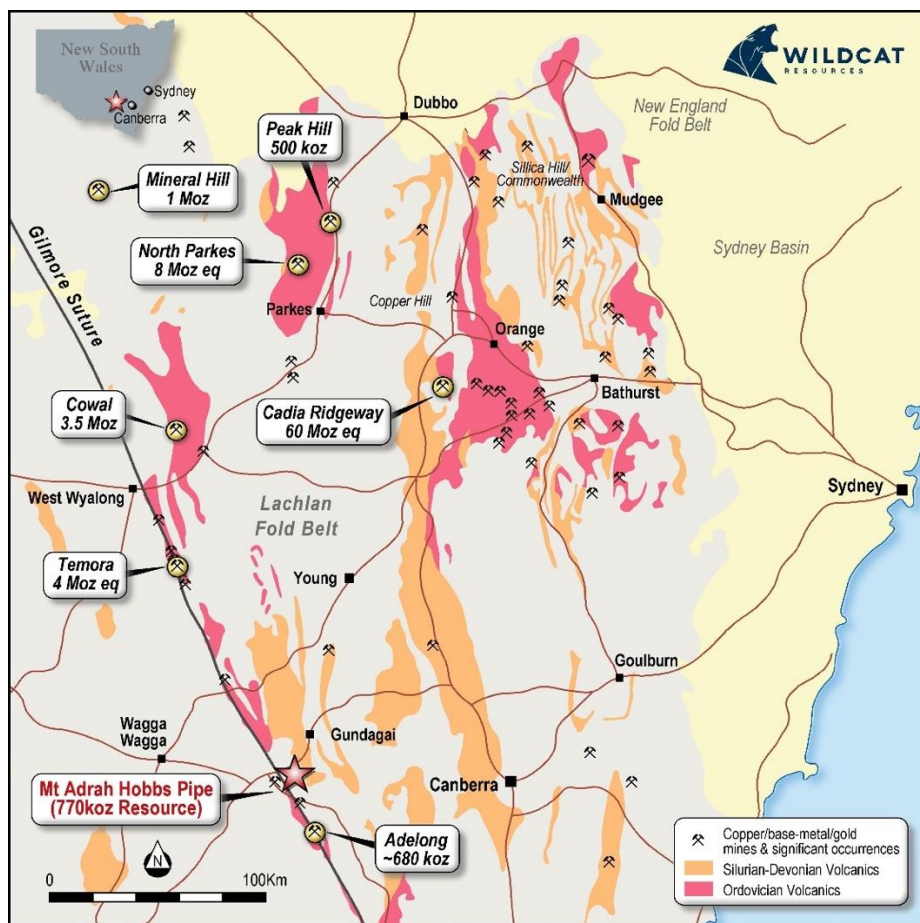 New South
Wales
Sydney
Canberra
WILDCAT
RESOURCES
New England
Fold Belt
Dubbo
Peak Hill
500 koz
Mineral Hill
1 Moz
Sillica Hill/
Commonwealth
Mudgee
Sydney Basin
North Parkes
8 Moz eq
Gilmore Suture
Parkes
Copper Hill
Orange
Bathurst
Cowal
3.5 Moz
Cadia Ridgeway
60 Moz eq
West Wyalong
Sydney
Lachlan
Fold Belt
Temora
4 Moz eq
Young
Goulburn
Wagga
Wagga
Gundagai
Mt Adrah Hobbs Pipe
(770koz Resource)
Canberra
Adelong
~680 koz
N
0 100Km
Copper/base-metal/gold
mines & significant occurrences
Silurian-Devonian Volcanics
Ordovician Volcanics